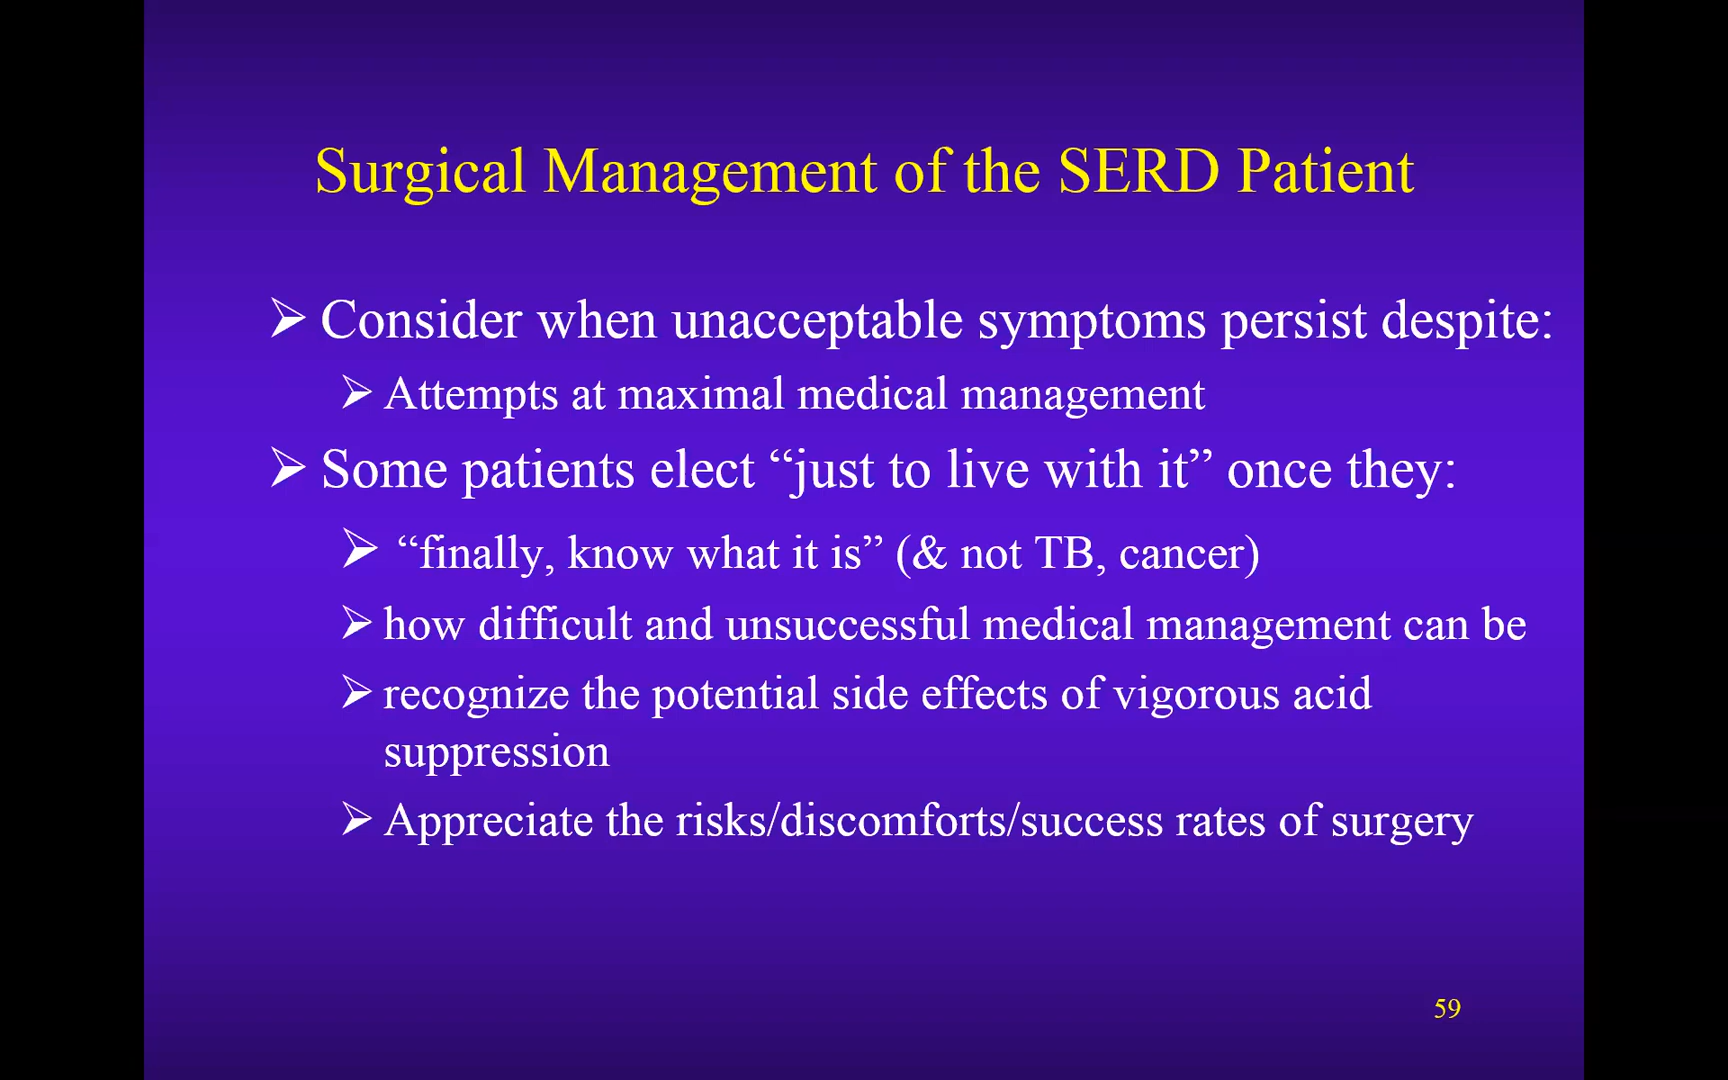 Surgical Management of the SERD Patient
➢ Consider when unacceptable symptoms persist despite:
➢ Attempts at maximal medical management
➢ Some patients elect “just to live with it” once they:
➢ “finally, know what it is” (& not TB, cancer)
➢ how difficult and unsuccessful medical management can be
➢ recognize the potential side effects of vigorous acid
suppression
➢ Appreciate the risks/discomforts/success rates of surgery
59